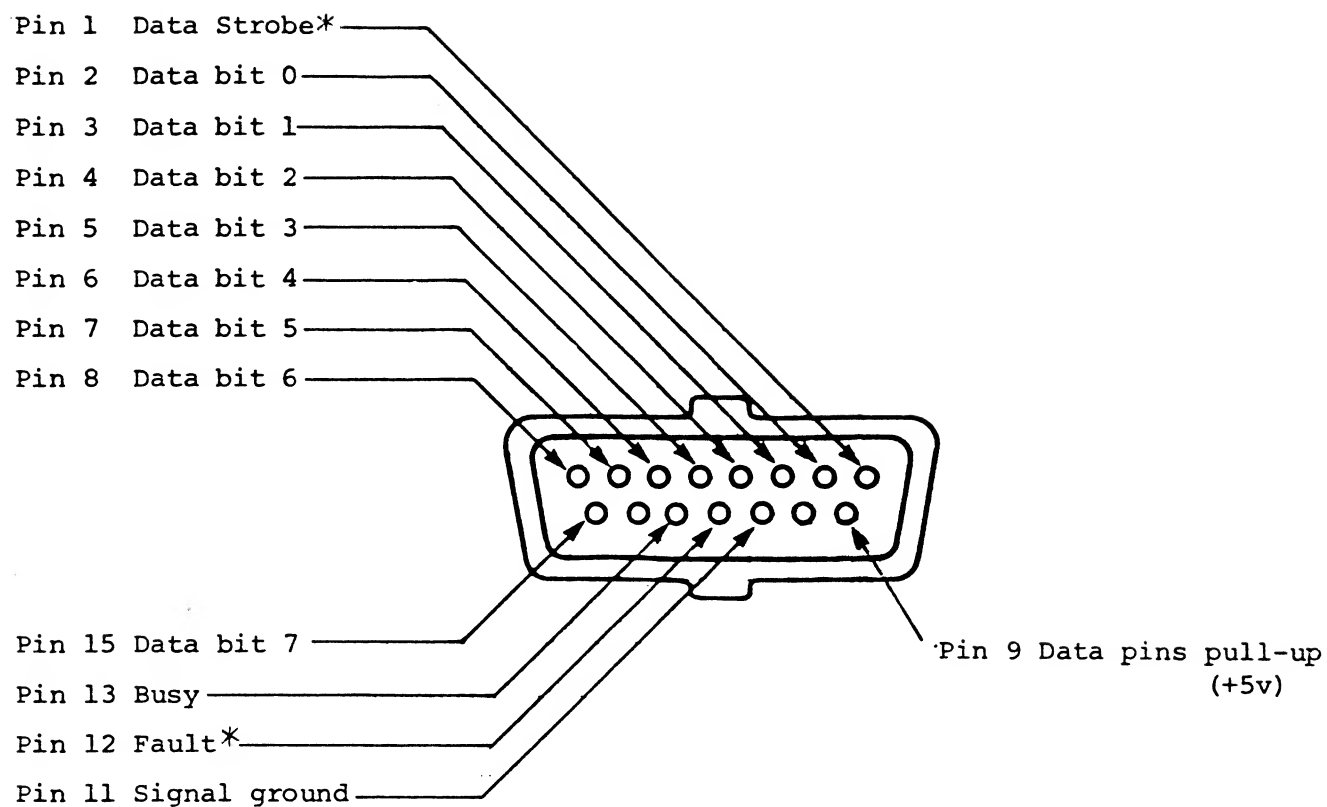 Pin 1 Data Strobe*
Pin 2 Data bit 0
Pin 3 Data bit 1
Pin 4 Data bit 2
Pin 5 Data bit 3
Pin 6 Data bit 4
Pin 7 Data bit 5
Pin 8 Data bit 6
Pin 15 Data bit 7
Pin 13 Busy
Pin 12 Fault*
Pin 11 Signal ground
Pin 9 Data pins pull-up
(+5v)